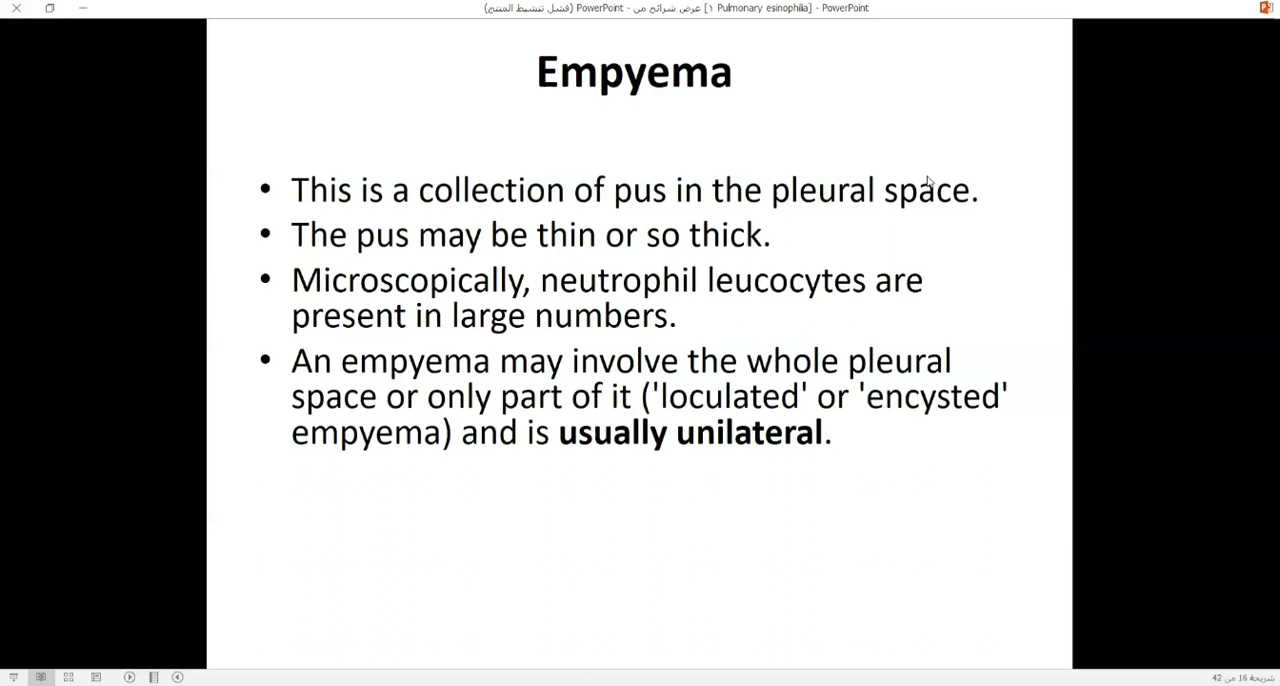 عرض شرائح من - PowerPoint (فشل تنشيط المنتج) [١ Pulmonary esinophilia] - PowerPoint
Empyema
• This is a collection of pus in the pleural space.
• The pus may be thin or so thick.
• Microscopically, neutrophil leucocytes are
present in large numbers.
• An empyema may involve the whole pleural
space or only part of it ('loculated' or 'encysted'
empyema) and is usually unilateral.
شريحة 16 من 42